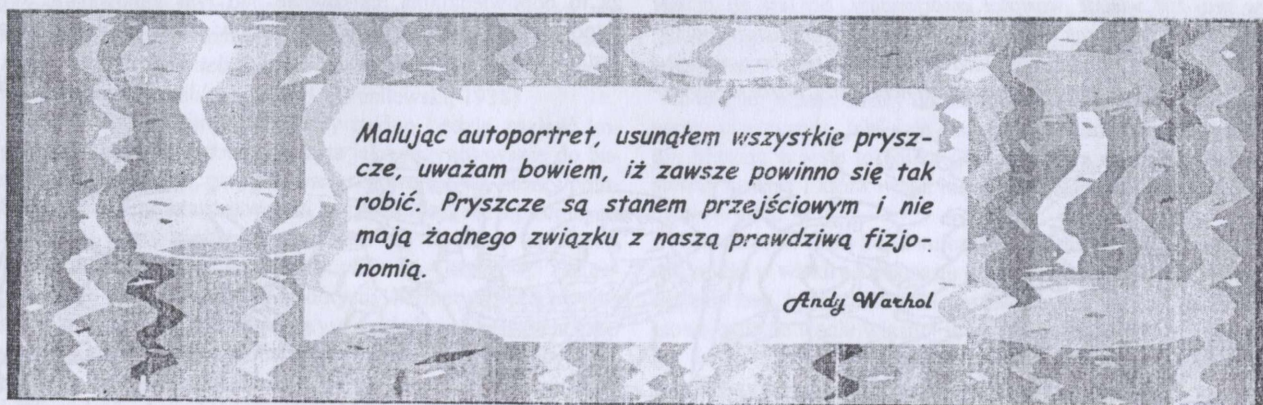 Malując autoportret, usunąłem wszystkie prysz-
cze, uważam bowiem, iż zawsze powinno się tak
robić. Pryszcze są stanem przejściowym i nie
mają żadnego związku z naszą prawdziwą fizjo-
nomią.
Andy Warhol